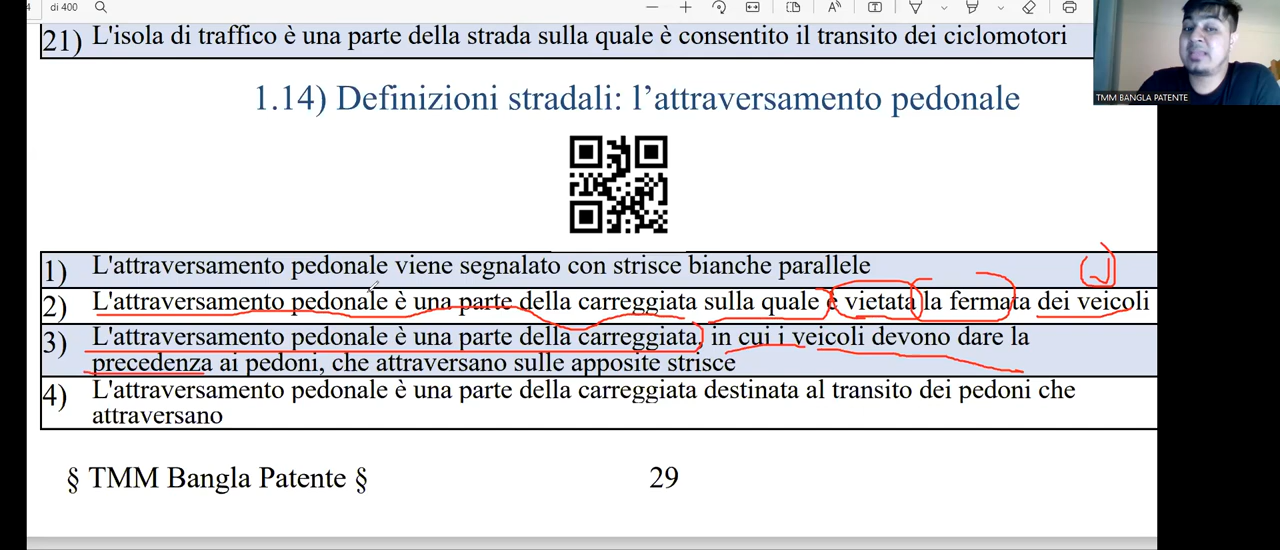 di 400
21) L'isola di traffico è una parte della strada sulla quale è consentito il transito dei ciclomotori
TMM BANGLA PATENTE
1.14) Definizioni stradali: l’attraversamento pedonale
1) L'attraversamento pedonale viene segnalato con strisce bianche parallele
2) L'attraversamento pedonale è una parte della carreggiata sulla quale è vietata la fermata dei veicoli
3) L'attraversamento pedonale è una parte della carreggiata, in cui i veicoli devono dare la
precedenza ai pedoni, che attraversano sulle apposite strisce
4) L'attraversamento pedonale è una parte della carreggiata destinata al transito dei pedoni che
attraversano
§ TMM Bangla Patente § 29